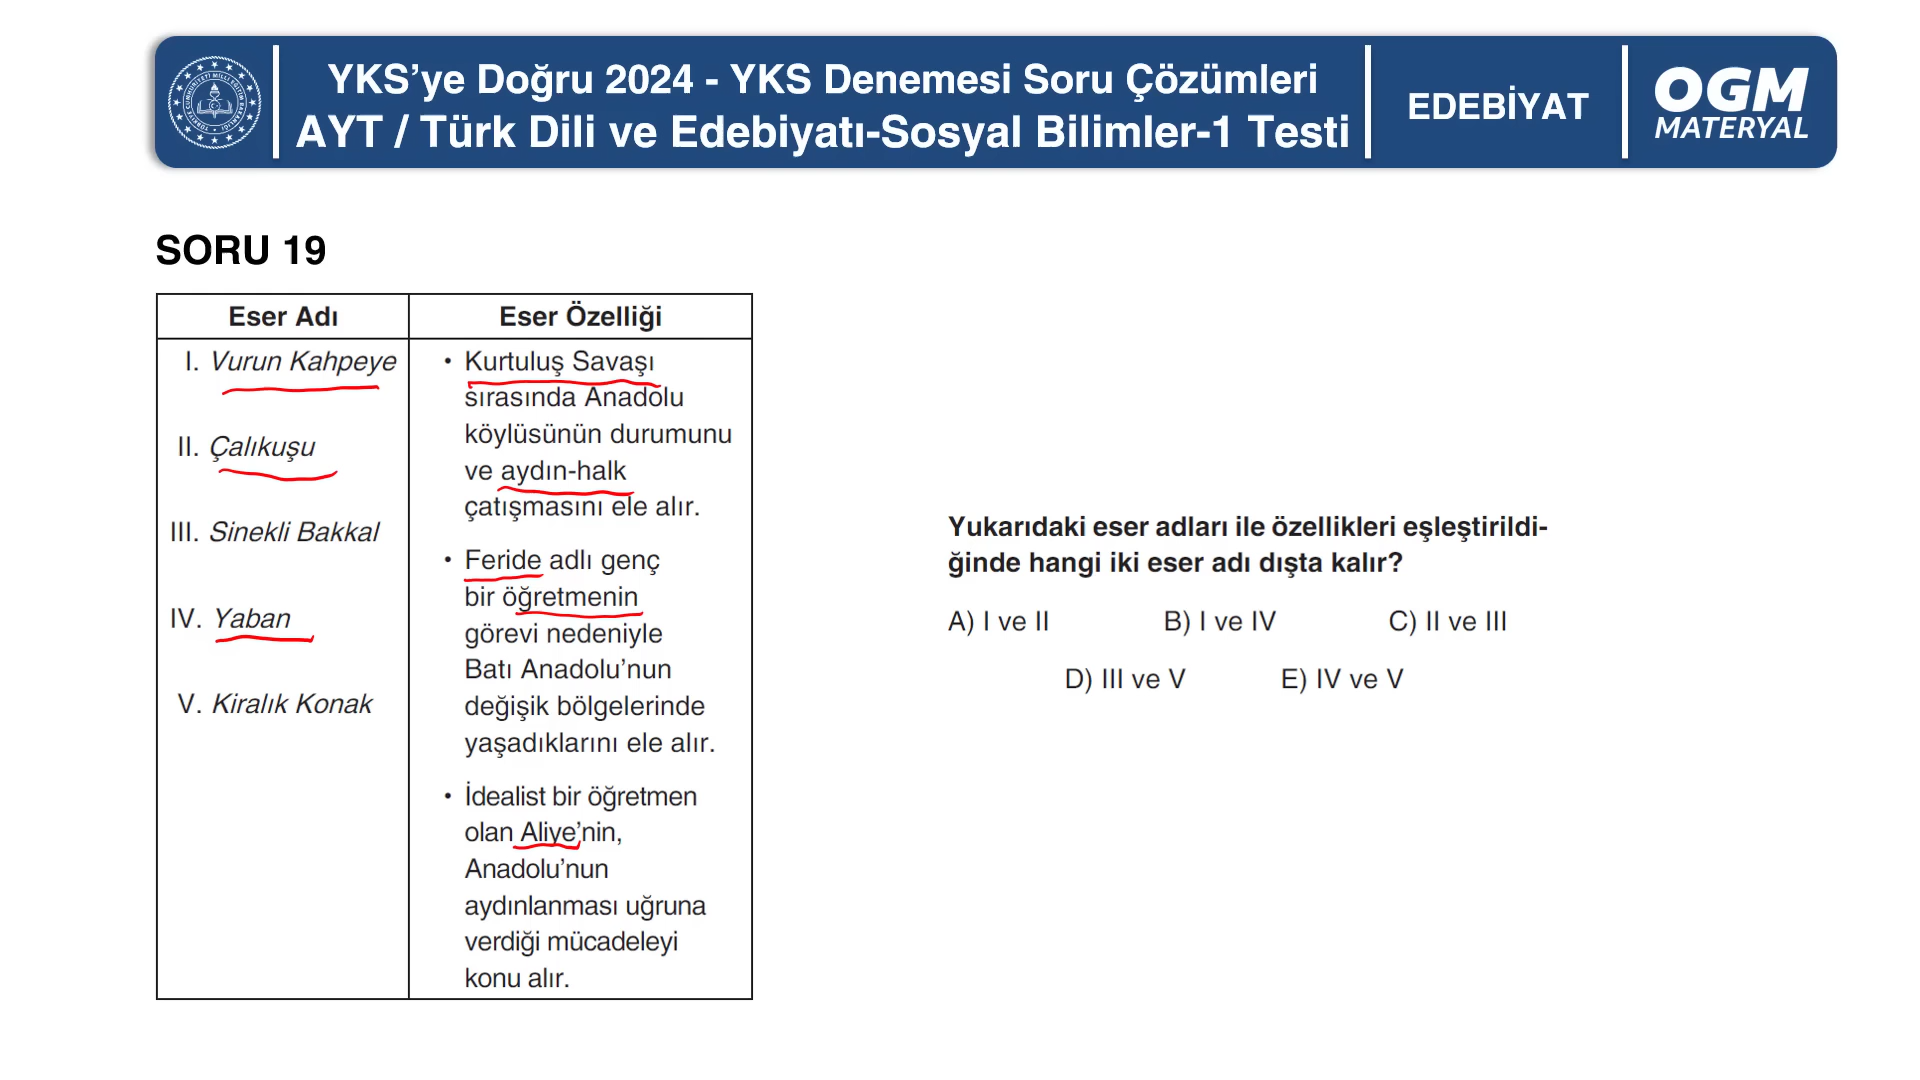 YKS’ye Doğru 2024 - YKS Denemesi Soru Çözümleri
AYT / Türk Dili ve Edebiyatı-Sosyal Bilimler-1 Testi
EDEBİYAT
OGM
MATERYAL
SORU 19
Eser Adı
I. Vurun Kahpeye
II. Çalıkuşu
III. Sinekli Bakkal
IV. Yaban
V. Kiralık Konak
Eser Özelliği
• Kurtuluş Savaşı
sırasında Anadolu
köylüsünün durumunu
ve aydın-halk
çatışmasını ele alır.
• Feride adlı genç
bir öğretmenin
görevi nedeniyle
Batı Anadolu’nun
değişik bölgelerinde
yaşadıklarını ele alır.
• İdealist bir öğretmen
olan Aliye’nin,
Anadolu’nun
aydınlanması uğruna
verdiği mücadeleyi
konu alır.
Yukarıdaki eser adları ile özellikleri eşleştirildi-
ğinde hangi iki eser adı dışta kalır?
A) I ve II B) I ve IV C) II ve III
D) III ve V E) IV ve V